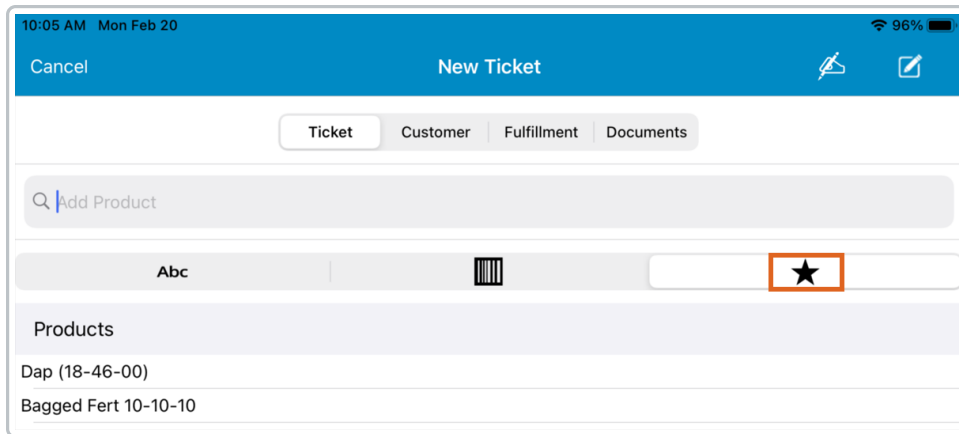 10:05 AM Mon Feb 20 96%
Cancel New Ticket
Ticket Customer Fulfillment Documents
Add Product
Abc
Products
Dap (18-46-00)
Bagged Fert 10-10-10